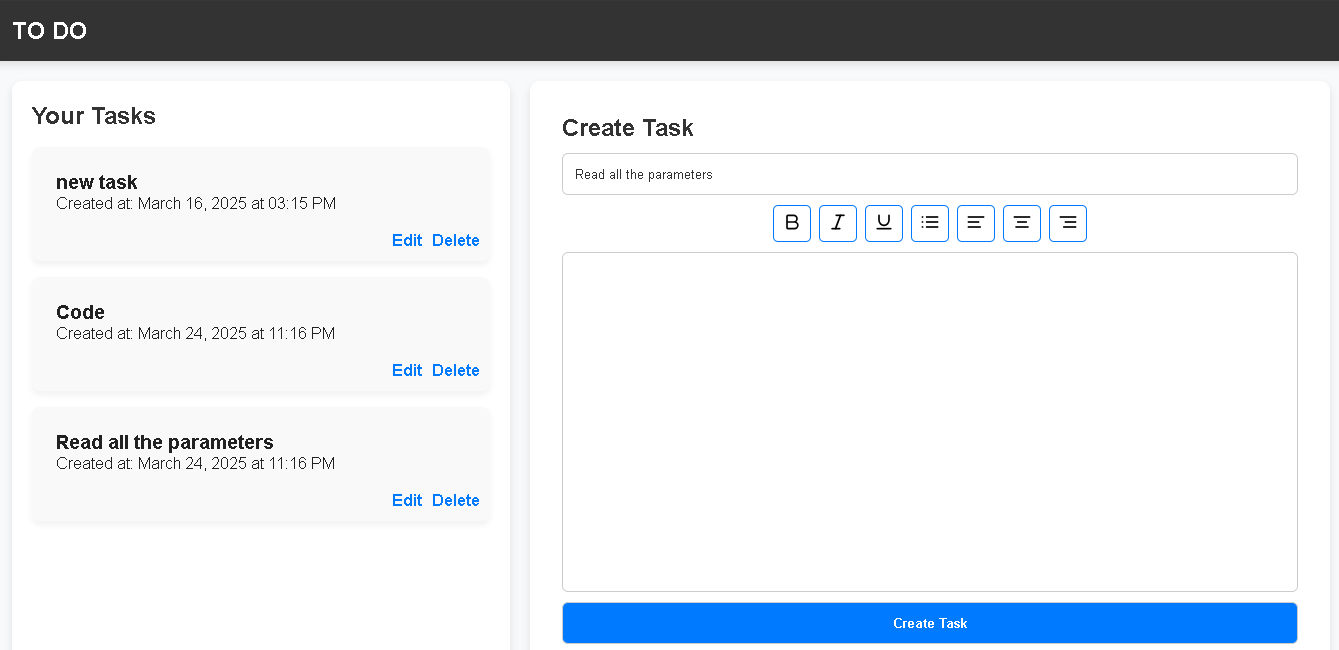 TO DO
Your Tasks
new task
Created at: March 16, 2025 at 03:15 PM
Edit Delete
Code
Created at: March 24, 2025 at 11:16 PM
Edit Delete
Read all the parameters
Created at: March 24, 2025 at 11:16 PM
Edit Delete
Create Task
Read all the parameters
B I U
Create Task